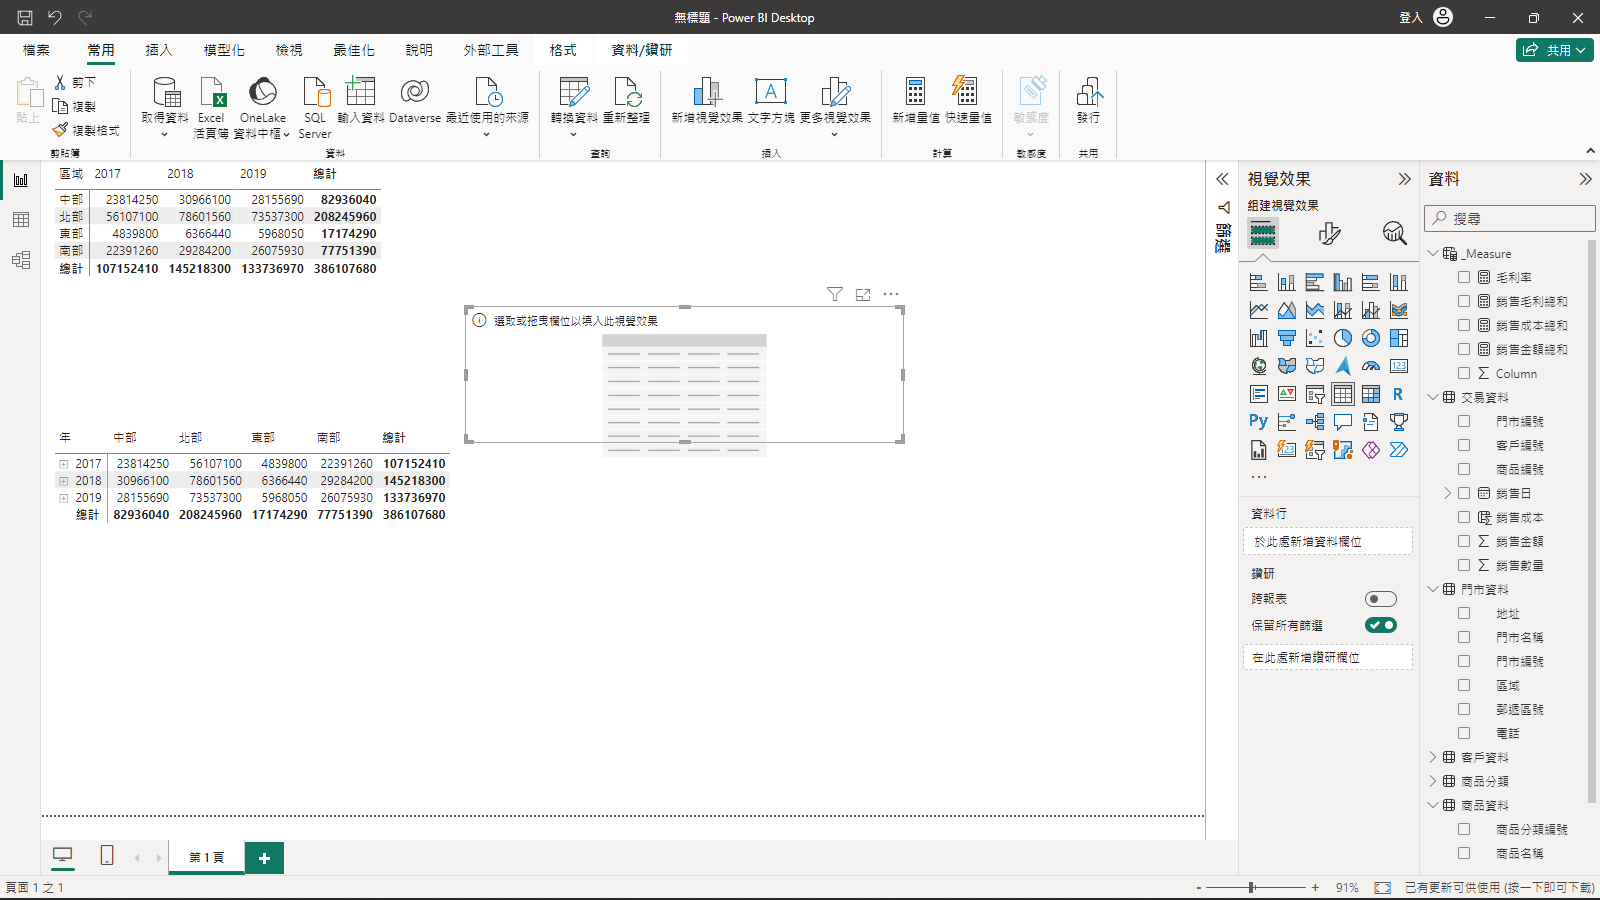 無標題 - Power BI Desktop
登入
檔案 常用 插入 模型化 檢視 最佳化 說明 外部工具 格式 資料/鑽研
共用
貼上
剪下
複製
複製格式
剪貼簿
取得資料
Excel
活頁簿
OneLake
資料中樞
SQL
Server
輸入資料
Dataverse
最近使用的來源
資料
轉換資料
重新整理
查詢
新增視覺效果
文字方塊
更多視覺效果
插入
新增量值
快速量值
計算
敏感度
敏感度
發行
共用
區域 2017 2018 2019 總計
中部 23814250 30966100 28155690 82936040
北部 56107100 78601560 73537300 208245960
東部 4839800 6366440 5968050 17174290
南部 22391260 29284200 26075930 77751390
總計 107152410 145218300 133736970 386107680
選取或拖曳欄位以填入此視覺效果
年 中部 北部 東部 南部 總計
2017 23814250 56107100 4839800 22391260 107152410
2018 30966100 78601560 6366440 29284200 145218300
2019 28155690 73537300 5968050 26075930 133736970
總計 82936040 208245960 17174290 77751390 386107680
篩選
視覺效果
組建視覺效果
123
R
Py
123
資料行
於此處新增資料欄位
鑽研
跨報表
保留所有篩選
在此處新增鑽研欄位
資料
搜尋
_Measure
毛利率
銷售毛利總和
銷售成本總和
銷售金額總和
Column
交易資料
門市編號
客戶編號
商品編號
銷售日
銷售成本
銷售金額
銷售數量
門市資料
地址
門市名稱
門市編號
區域
郵遞區號
電話
客戶資料
商品分類
商品資料
商品分類編號
商品名稱
第 1 頁
頁面 1 之 1
- + 91%
已有更新可供使用 (按一下即可下載)